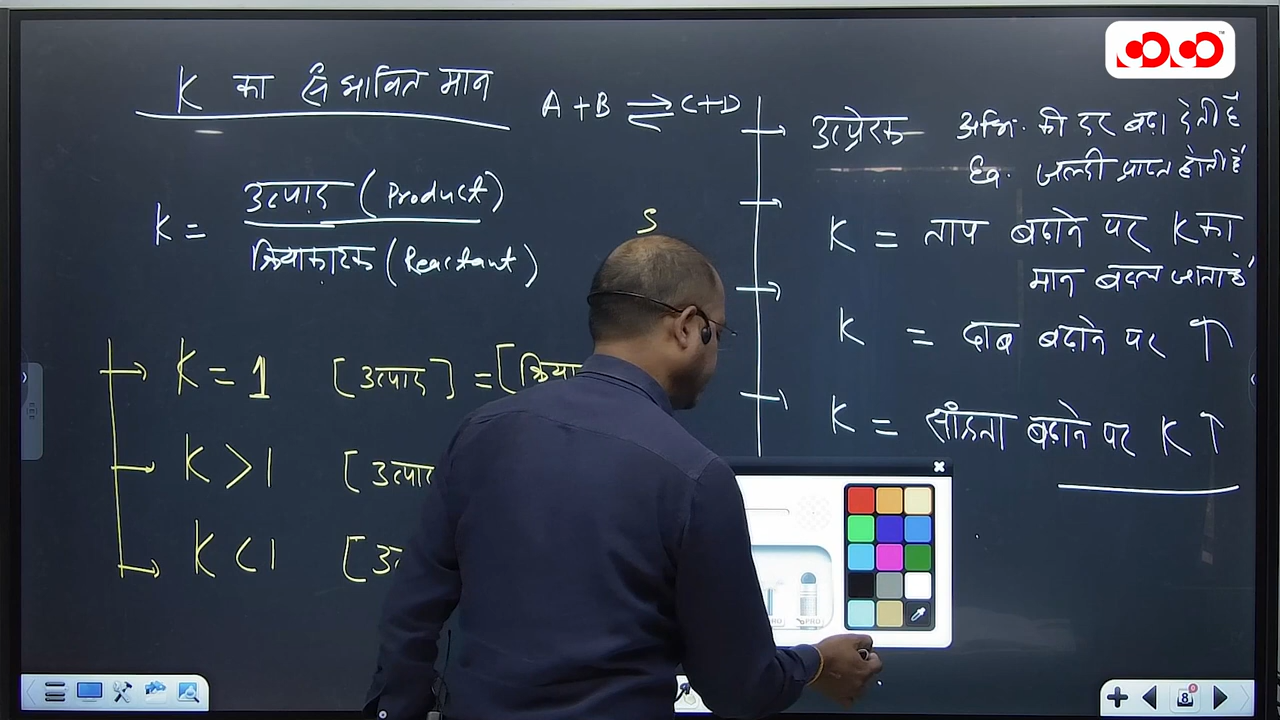 K का संभावित मान
A + B ⇌ C + D
K = उत्पाद (Product)
क्रियाकारक (Reactant)
S
K = 1 [उत्पाद] = [क्रिया
K > 1 [उत्पाद
K < 1 [उ
उत्प्रेरक अभि. की दर बढ़ा देती है
Eq. जल्दी प्राप्त होती है
K = ताप बढ़ाने पर K का
मान बदल जाता है
K = दाब बढ़ाने पर ↑
K = सांद्रता बढ़ाने पर K ↑
8